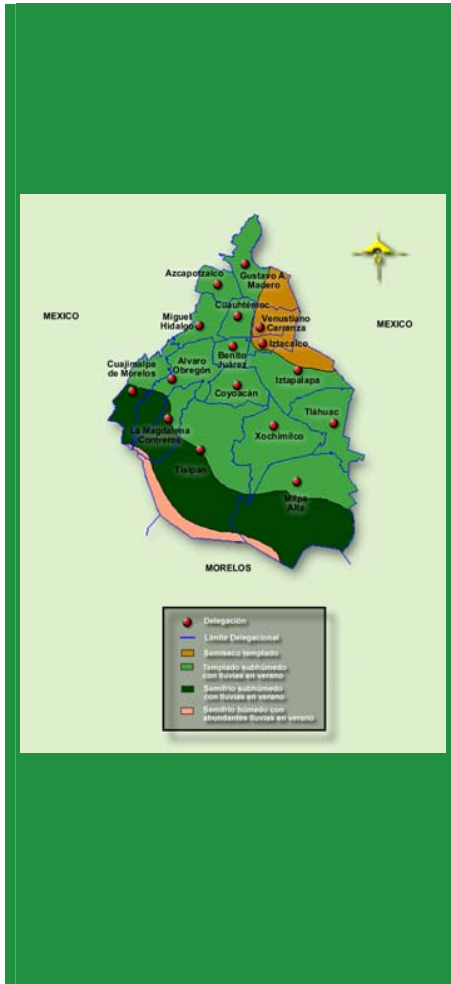 Azcapotzalco
Gustavo A.
Madero
Cuauhtémoc
MEXICO
Miguel
Hidalgo
Venustiano
Carranza
MEXICO
Iztacalco
Cuajimalpa
de Morelos
Alvaro
Obregón
Benito
Juárez
Iztapalapa
Coyoacán
Tláhuac
La Magdalena
Contreras
Xochimilco
Tlalpan
Milpa
Alta
MORELOS
Delegación
Límite Delegacional
Semiseco templado
Templado subhúmedo
con lluvias en verano
Semifrío subhúmedo
con lluvias en verano
Semifrío húmedo con
abundantes lluvias en verano